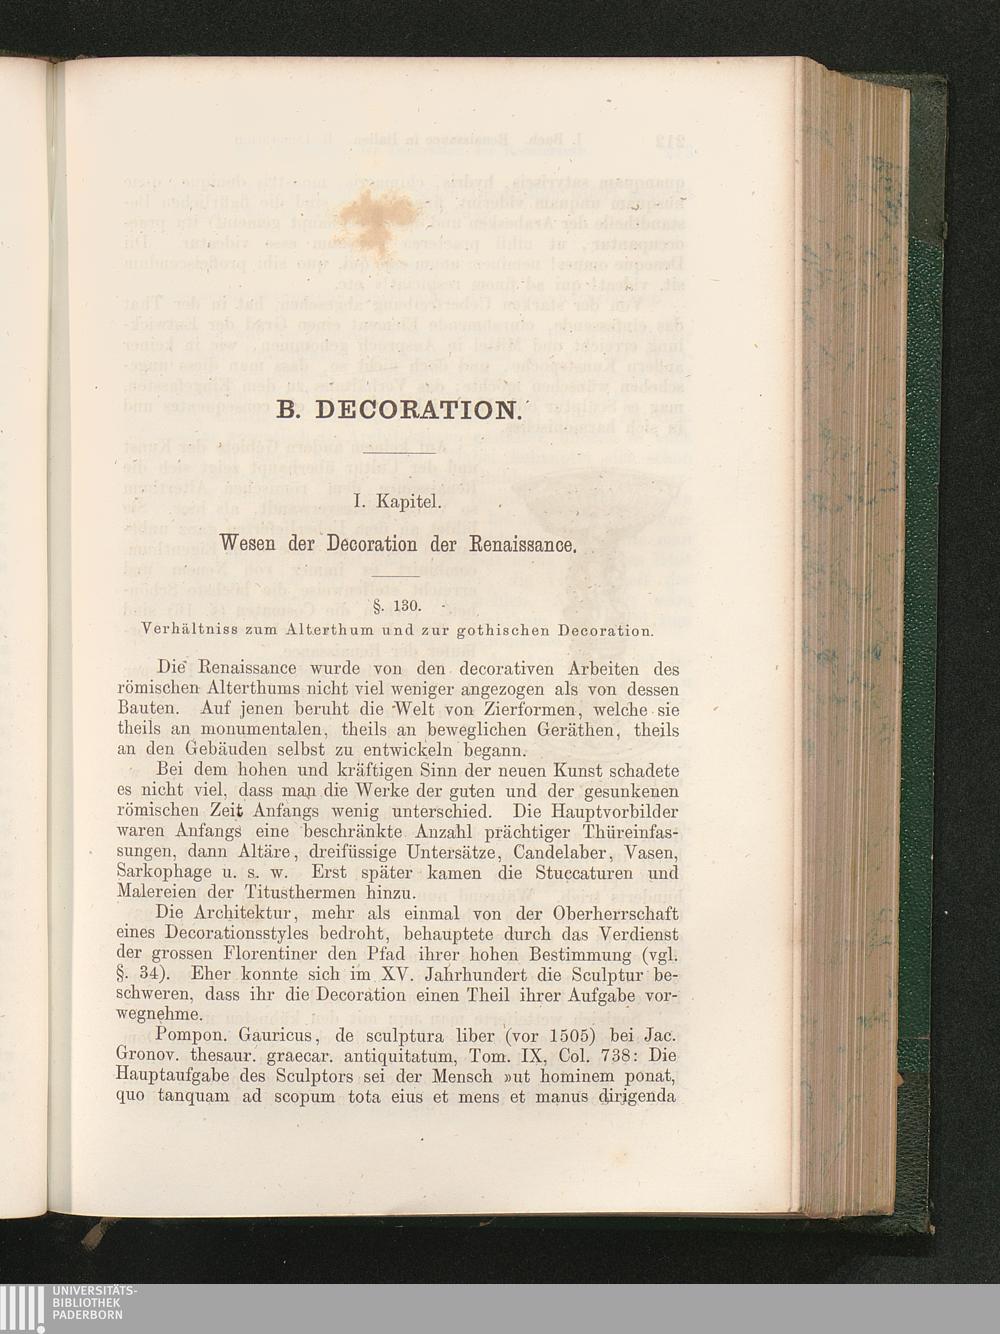 B. DECORATION.
I. Kapitel.
Wesen der Decoration der Renaissance.
§. 130.
Verhältniss zum Alterthum und zur gothischen Decoration.
Die Renaissance wurde von den decorativen Arbeiten des
römischen Alterthums nicht viel weniger angezogen als von dessen
Bauten. Auf jenen beruht die Welt von Zierformen, welche sie
theils an monumentalen, theils an beweglichen Geräthen, theils
an den Gebäuden selbst zu entwickeln begann.
Bei dem hohen und kräftigen Sinn der neuen Kunst schadete
es nicht viel, dass man die Werke der guten und der gesunkenen
römischen Zeit Anfangs wenig unterschied. Die Hauptvorbilder
waren Anfangs eine beschränkte Anzahl prächtiger Thüreinfas-
sungen, dann Altäre, dreifüssige Untersätze, Candelaber, Vasen,
Sarkophage u. s. w. Erst später kamen die Stuccaturen und
Malereien der Titusthermen hinzu.
Die Architektur, mehr als einmal von der Oberherrschaft
eines Decorationsstyles bedroht, behauptete durch das Verdienst
der grossen Florentiner den Pfad ihrer hohen Bestimmung (vgl.
§. 34). Eher konnte sich im XV. Jahrhundert die Sculptur be-
schweren, dass ihr die Decoration einen Theil ihrer Aufgabe vor-
wegnehme.
Pompon. Gauricus, de sculptura liber (vor 1505) bei Jac.
Gronov. thesaur. graecar. antiquitatum, Tom. IX, Col. 738: Die
Hauptaufgabe des Sculptors sei der Mensch »ut hominem ponat,
quo tanquam ad scopum tota eius et mens et manus dirigenda
UNIVERSITÄTS-
BIBLIOTHEK
PADERBORN